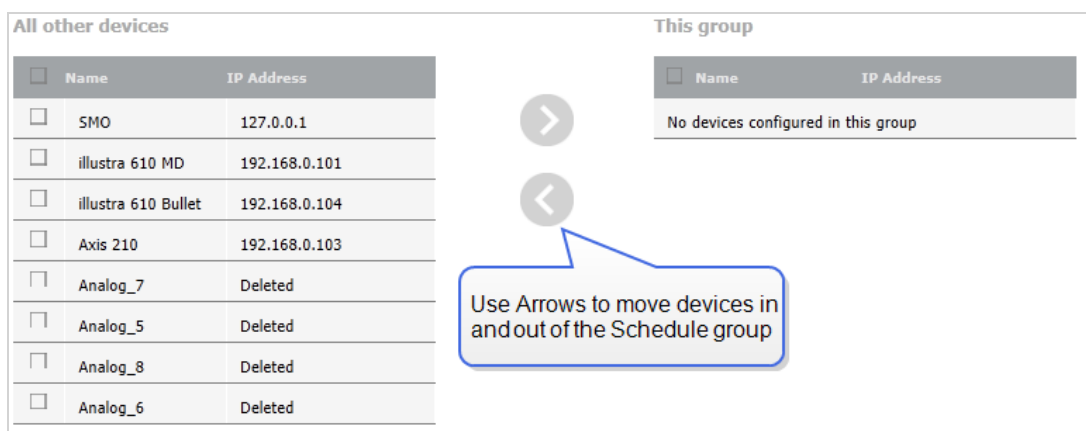 All other devices
Name IP Address
SMO 127.0.0.1
illustra 610 MD 192.168.0.101
illustra 610 Bullet 192.168.0.104
Axis 210 192.168.0.103
Analog_7 Deleted
Analog_5 Deleted
Analog_8 Deleted
Analog_6 Deleted
Use Arrows to move devices in
and out of the Schedule group
This group
Name IP Address
No devices configured in this group